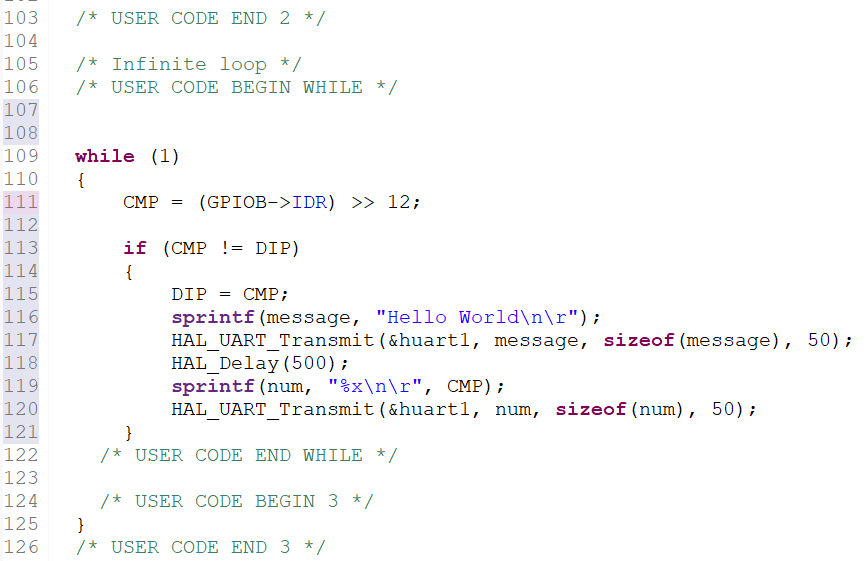 103 /* USER CODE END 2 */
104
105 /* Infinite loop */
106 /* USER CODE BEGIN WHILE */
107
108
109 while (1)
110 {
111 CMP = (GPIOB->IDR) >> 12;
112
113 if (CMP != DIP)
114 {
115 DIP = CMP;
116 sprintf(message, "Hello World\n\r");
117 HAL_UART_Transmit(&huart1, message, sizeof(message), 50);
118 HAL_Delay(500);
119 sprintf(num, "%x\n\r", CMP);
120 HAL_UART_Transmit(&huart1, num, sizeof(num), 50);
121 }
122 /* USER CODE END WHILE */
123
124 /* USER CODE BEGIN 3 */
125 }
126 /* USER CODE END 3 */